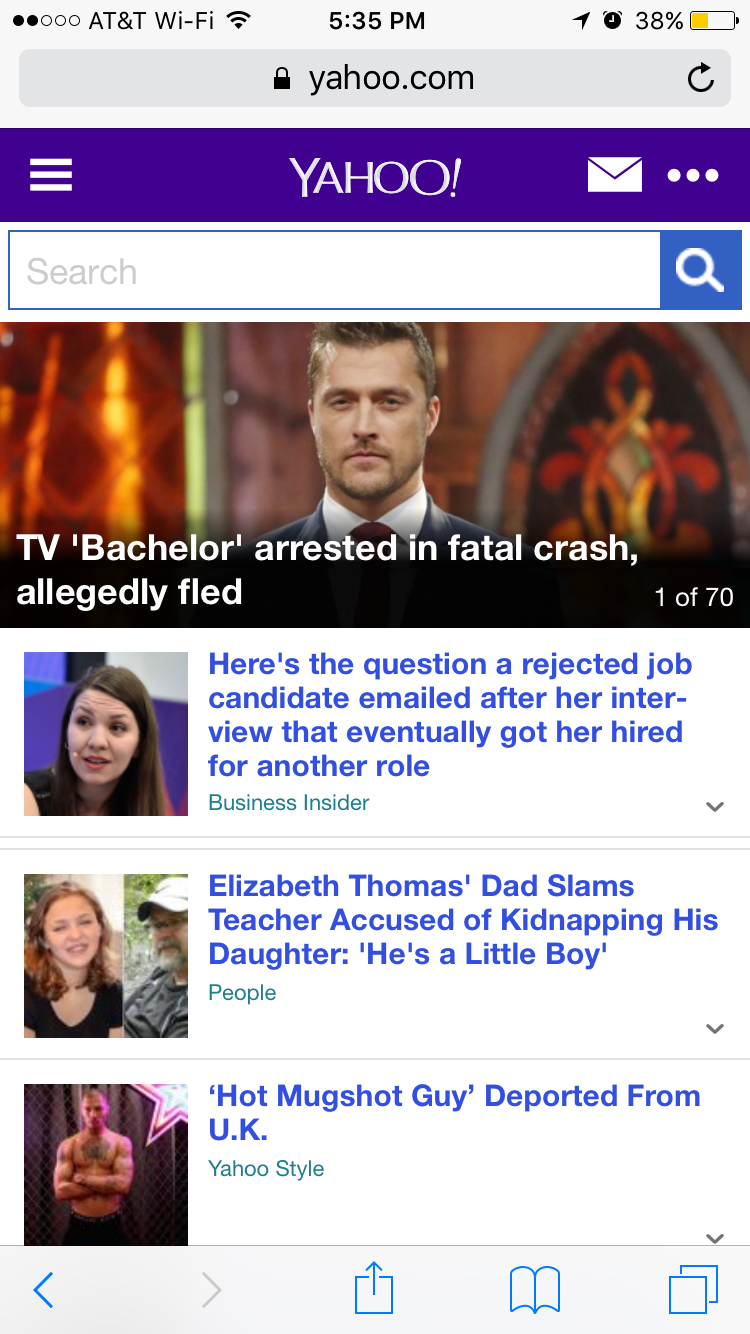 AT&T Wi-Fi 5:35 PM 38%
yahoo.com
YAHOO!
Search
TV 'Bachelor' arrested in fatal crash,
allegedly fled
1 of 70
Here's the question a rejected job
candidate emailed after her inter-
view that eventually got her hired
for another role
Business Insider
Elizabeth Thomas' Dad Slams
Teacher Accused of Kidnapping His
Daughter: 'He's a Little Boy'
People
‘Hot Mugshot Guy’ Deported From
U.K.
Yahoo Style